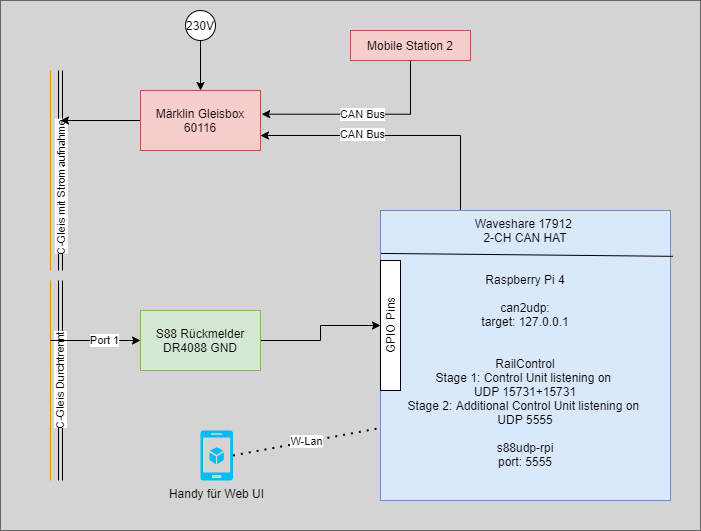 230V
Mobile Station 2
Märklin Gleisbox
60116
CAN Bus
CAN Bus
C-Gleis mit Strom aufnahme
Waveshare 17912
2-CH CAN HAT
Raspberry Pi 4
can2udp:
target: 127.0.0.1
GPIO Pins
S88 Rückmelder
DR4088 GND
Port 1
C-Gleis Durchtrennt
RailControl
Stage 1: Control Unit listening on
UDP 15731+15731
Stage 2: Additional Control Unit listening on
UDP 5555
s88udp-rpi
port: 5555
W-Lan
Handy für Web UI